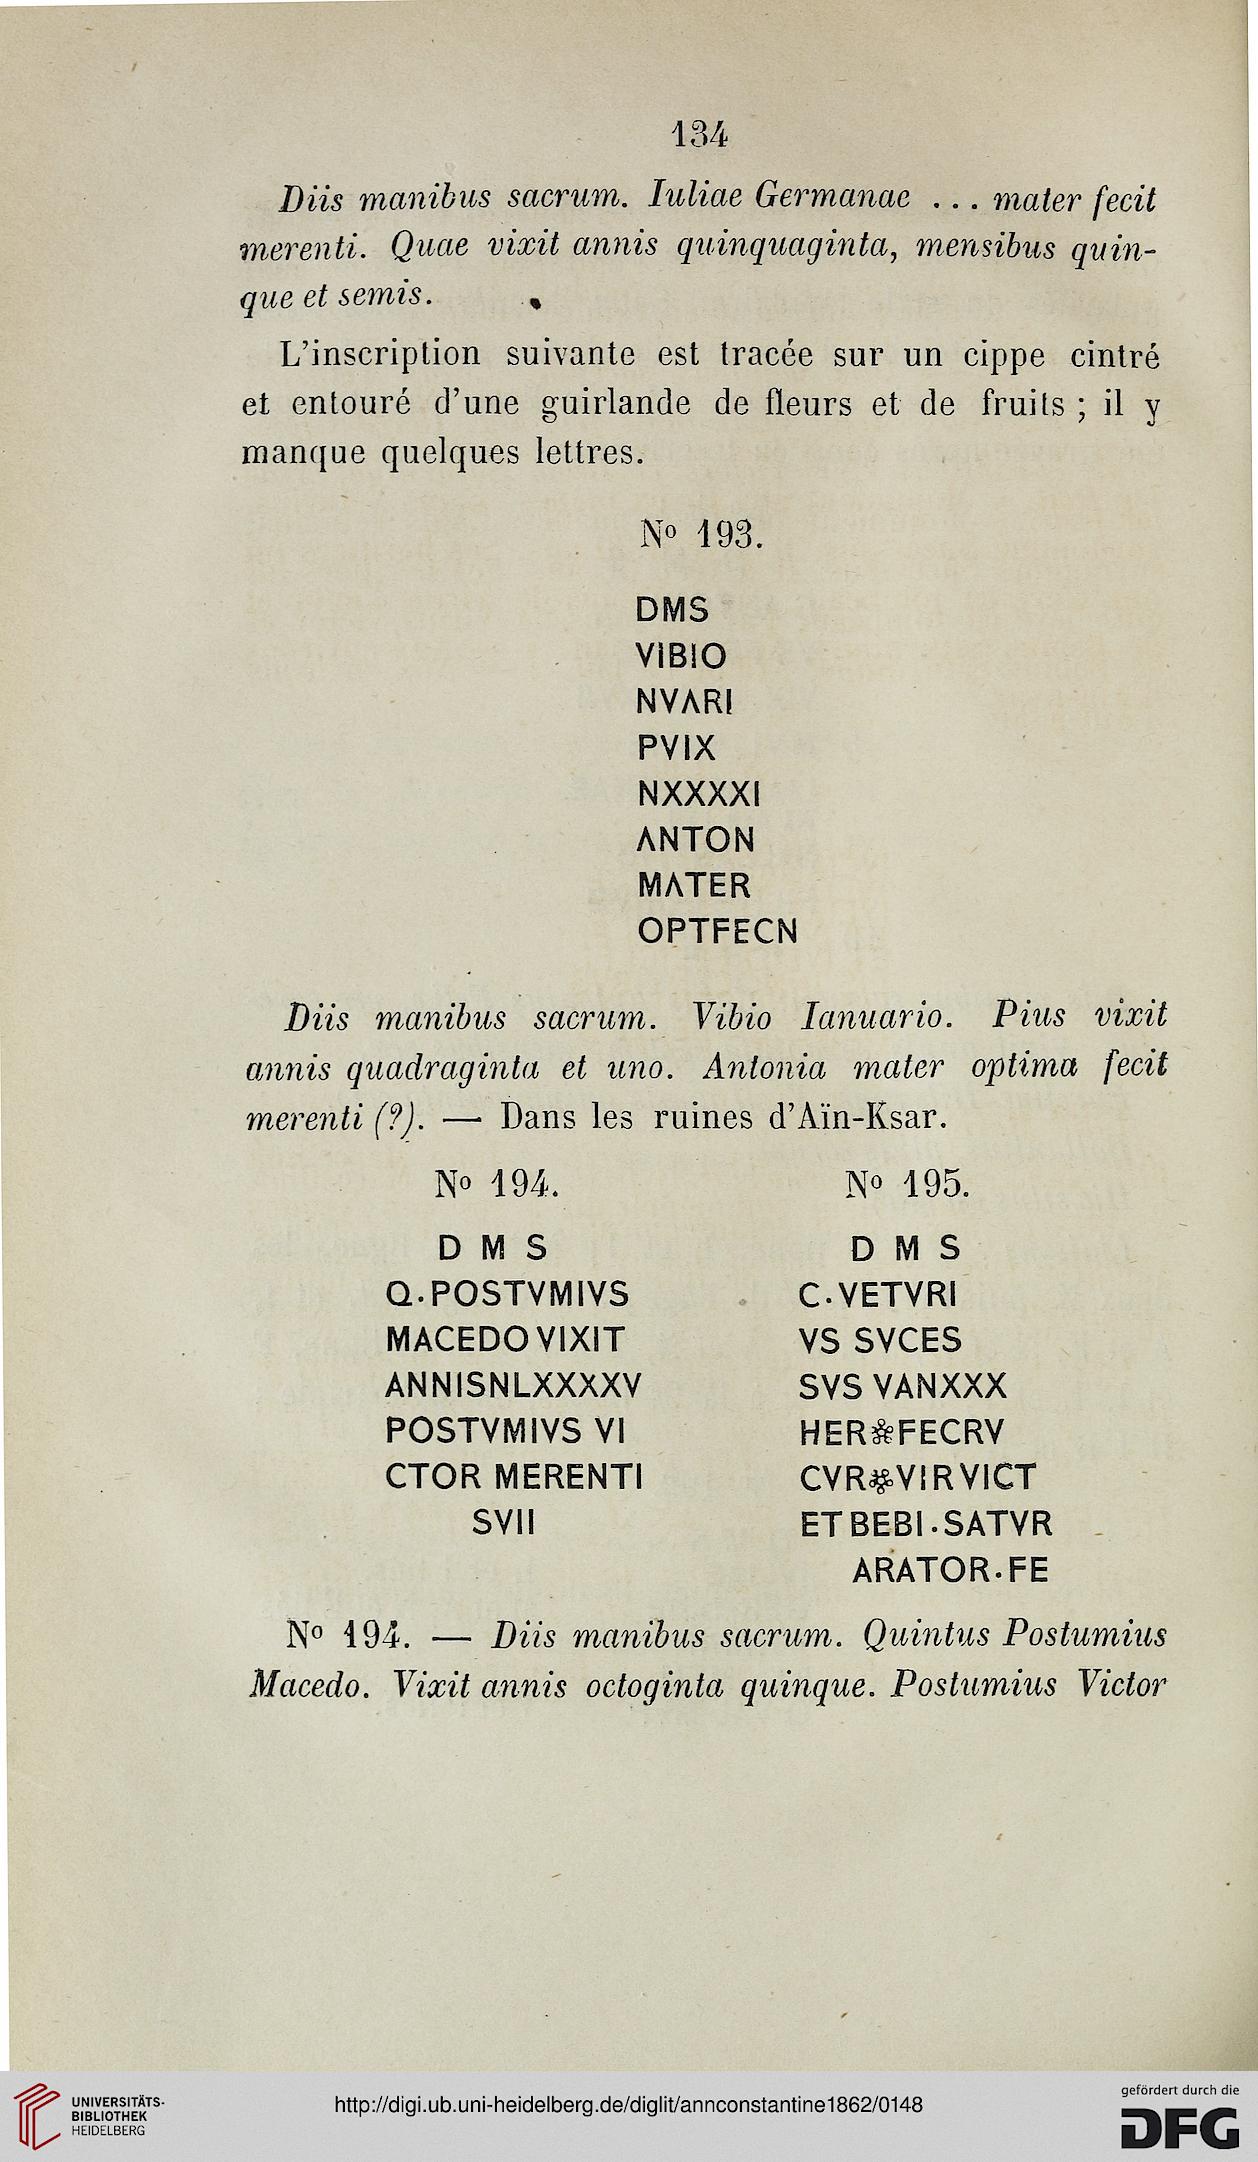 134
Diis manibus sacrum. Iuliae Germanae ... mater fecit
merenti. Quae vixit annis quinquaginta, mensibus quin-
que et semis.
L'inscription suivante est tracée sur un cippe cintré
et entouré d'une guirlande de fleurs et de fruits ; il y
manque quelques lettres.
Nº 193.
DMS
VIBIO
NVΛRI
PVIX
NXXXXI
ΛNTON
MΛTER
OPTFECN
Diis manibus sacrum. Vibio Ianuario. Pius vixit
annis quadraginta et uno. Antonia mater optima fecit
merenti (?). — Dans les ruines d'Aïn-Ksar.
Nº 194.
D M S
Q.POSTVMIVS
MACEDO VIXIT
ANNISNLXXXXV
POSTVMIVS VI
CTOR MERENTI
SVII
Nº 195.
D M S
C.VETVRI
VS SVCES
SVS VANXXX
HER❀FECRV
CVR❀VIRVICT
ET BEBI.SATVR
ARATOR.FE
Nº 194. — Diis manibus sacrum. Quintus Postumius
Macedo. Vixit annis octoginta quinque. Postumius Victor
UNIVERSITÄTS-
BIBLIOTHEK
HEIDELBERG
http://digi.ub.uni-heidelberg.de/diglit/annconstantine1862/0148
gefördert durch die
DFG